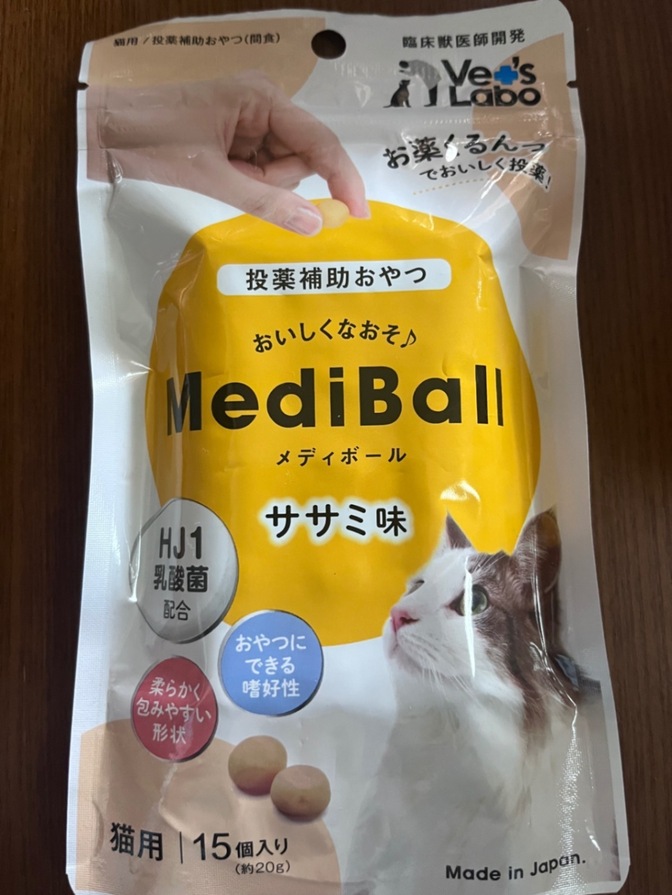 猫用/投薬補助おやつ(間食)
臨床獣医師開発
Vet's
Labo
お薬くるんっ
でおいしく投薬!
投薬補助おやつ
おいしくなおそ♪
MediBall
メディボール
ササミ味
HJ1
乳酸菌
配合
おやつに
できる
嗜好性
柔らかく
包みやすい
形状
猫用 | 15個入り
(約20g)
Made in Japan.